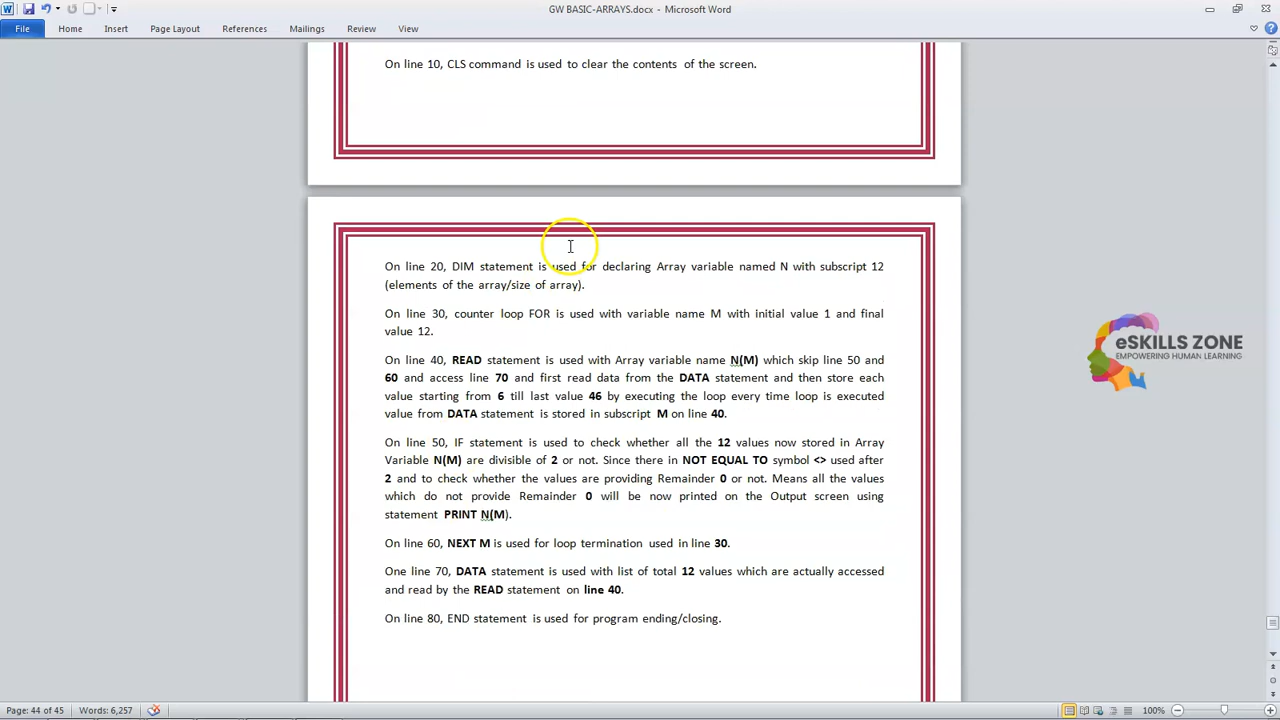 GW BASIC-ARRAYS.docx - Microsoft Word
File Home Insert Page Layout References Mailings Review View
On line 10, CLS command is used to clear the contents of the screen.
On line 20, DIM statement is used for declaring Array variable named N with subscript 12
(elements of the array/size of array).
On line 30, counter loop FOR is used with variable name M with initial value 1 and final
value 12.
On line 40, READ statement is used with Array variable name N(M) which skip line 50 and
60 and access line 70 and first read data from the DATA statement and then store each
value starting from 6 till last value 46 by executing the loop every time loop is executed
value from DATA statement is stored in subscript M on line 40.
On line 50, IF statement is used to check whether all the 12 values now stored in Array
Variable N(M) are divisible of 2 or not. Since there in NOT EQUAL TO symbol <> used after
2 and to check whether the values are providing Remainder 0 or not. Means all the values
which do not provide Remainder 0 will be now printed on the Output screen using
statement PRINT N(M).
On line 60, NEXT M is used for loop termination used in line 30.
One line 70, DATA statement is used with list of total 12 values which are actually accessed
and read by the READ statement on line 40.
On line 80, END statement is used for program ending/closing.
eSKILLS ZONE
EMPOWERING HUMAN LEARNING
Page: 44 of 45 Words: 6,257 100%